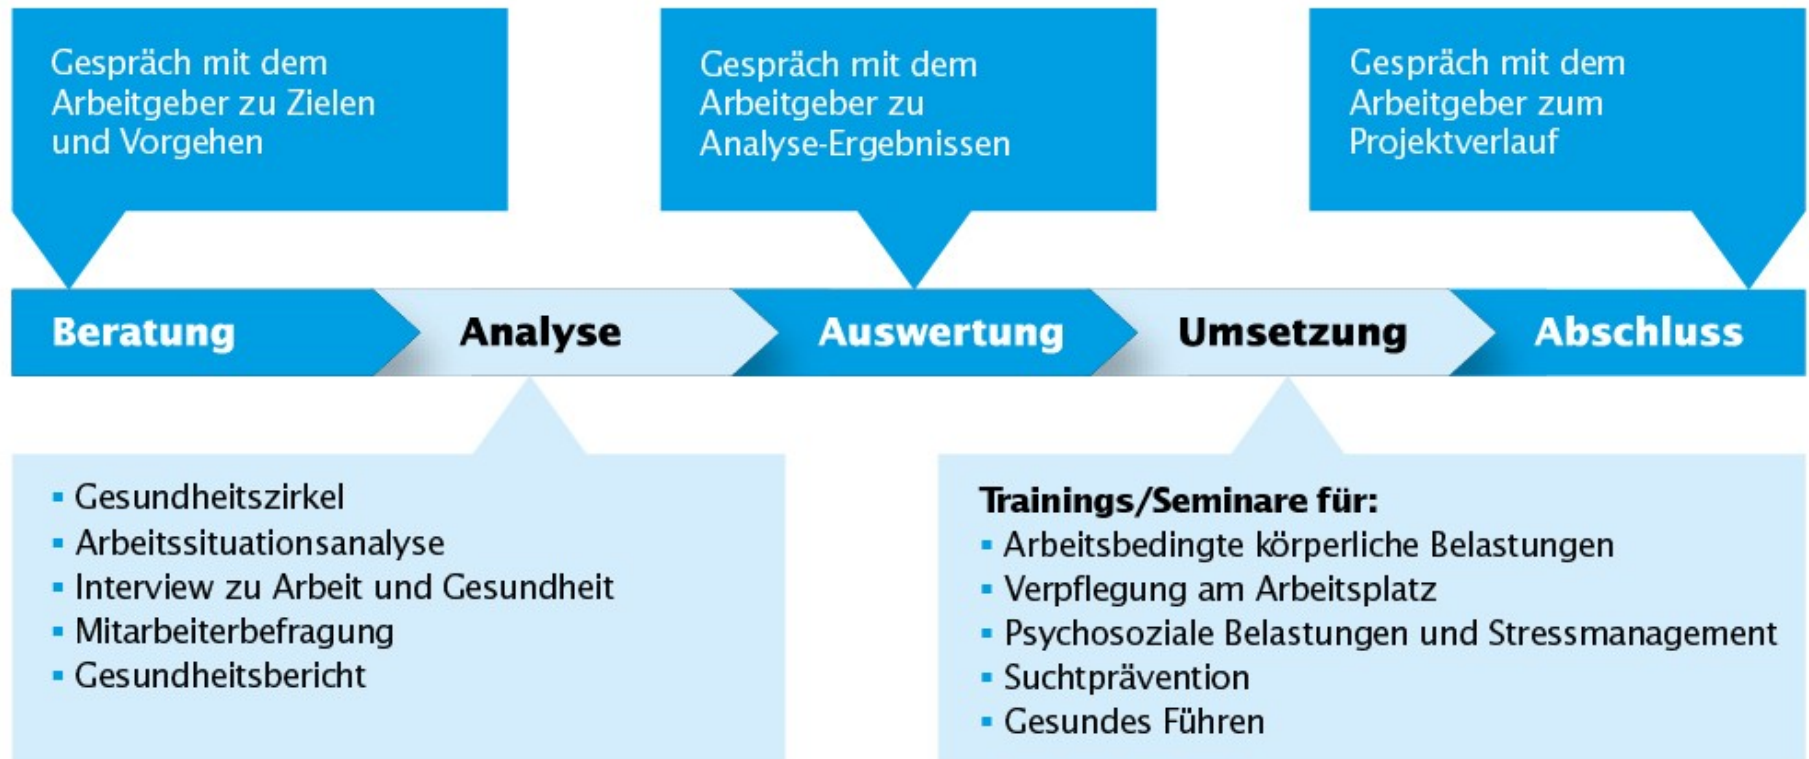 Gespräch mit dem
Arbeitgeber zu Zielen
und Vorgehen
Gespräch mit dem
Arbeitgeber zu
Analyse-Ergebnissen
Gespräch mit dem
Arbeitgeber zum
Projektverlauf
Beratung
Analyse
Auswertung
Umsetzung
Abschluss
▪ Gesundheitszirkel
▪ Arbeitssituationsanalyse
▪ Interview zu Arbeit und Gesundheit
▪ Mitarbeiterbefragung
▪ Gesundheitsbericht
Trainings/Seminare für:
▪ Arbeitsbedingte körperliche Belastungen
▪ Verpflegung am Arbeitsplatz
▪ Psychosoziale Belastungen und Stressmanagement
▪ Suchtprävention
▪ Gesundes Führen